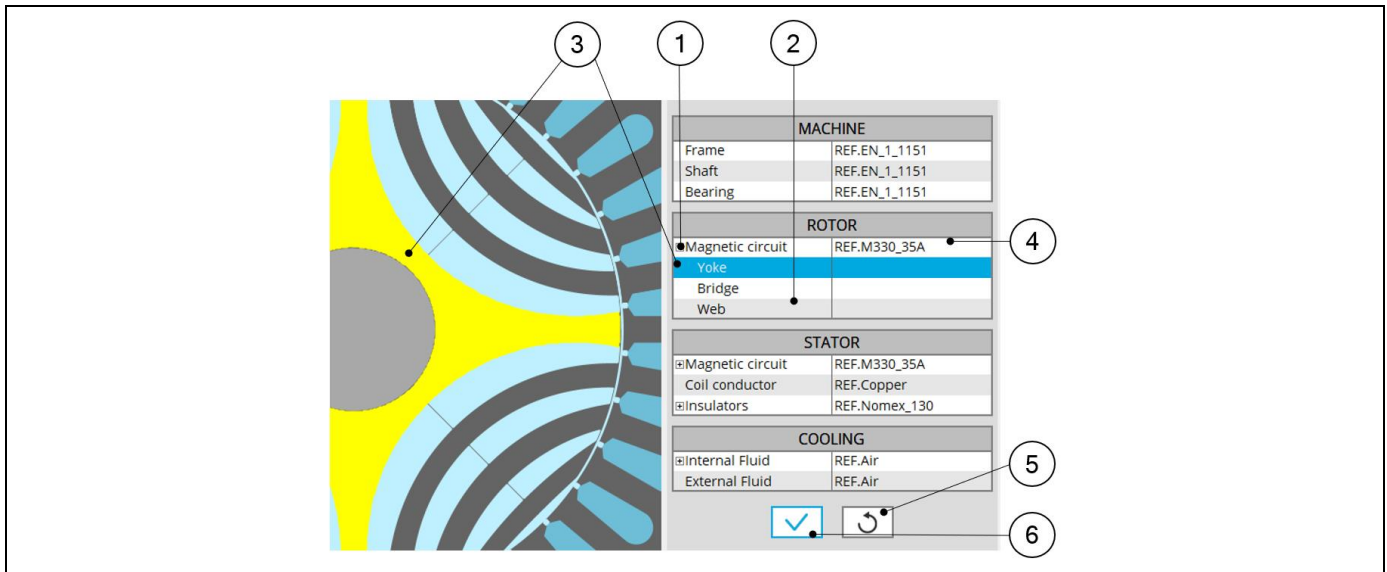 3 1 2
MACHINE
Frame REF.EN_1_1151
Shaft REF.EN_1_1151
Bearing REF.EN_1_1151
ROTOR
Magnetic circuit REF.M330_35A 4
Yoke
Bridge
Web
STATOR
Magnetic circuit REF.M330_35A
Coil conductor REF.Copper
Insulators REF.Nomex_130
COOLING
Internal Fluid REF.Air
External Fluid REF.Air
5
6